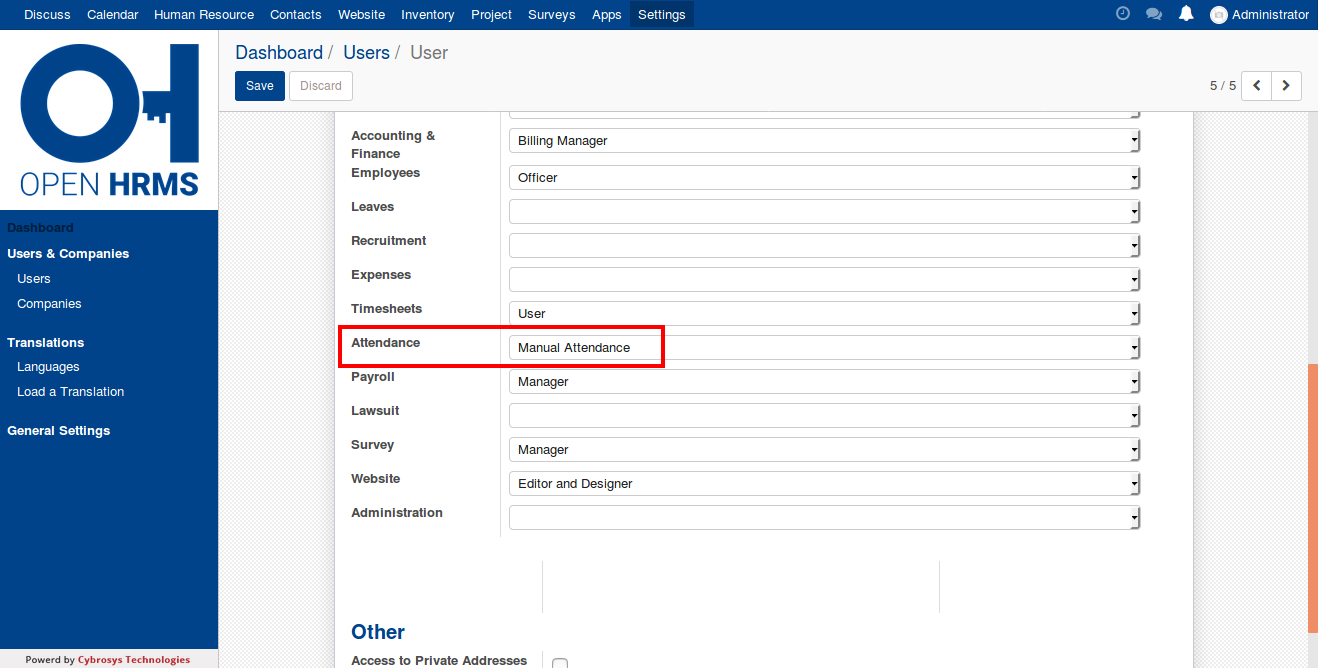 Discuss Calendar Human Resource Contacts Website Inventory Project Surveys Apps Settings Administrator
OPEN HRMS
Dashboard
Users & Companies
Users
Companies
Translations
Languages
Load a Translation
General Settings
Powerd by Cybrosys Technologies
Dashboard / Users / User
Save Discard
5 / 5
Accounting &
Finance
Billing Manager
Employees
Officer
Leaves
Recruitment
Expenses
Timesheets
User
Attendance
Manual Attendance
Payroll
Manager
Lawsuit
Survey
Manager
Website
Editor and Designer
Administration
Other
Access to Private Addresses